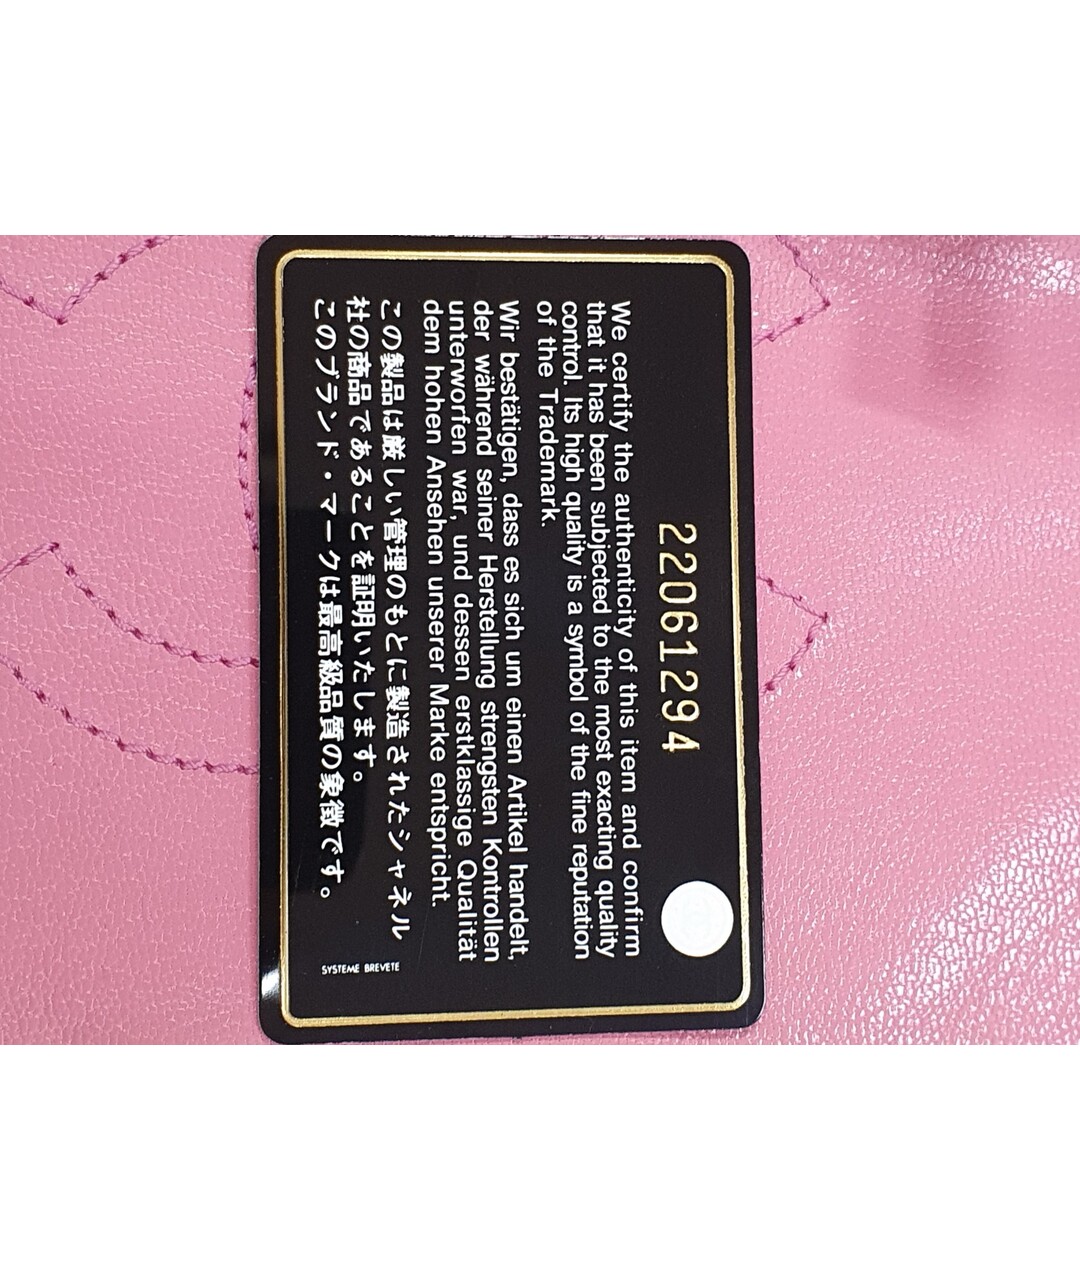 22061294
We certify the authenticity of this item and confirm
that it has been subjected to the most exacting quality
control. Its high quality is a symbol of the fine reputation
of the Trademark.
Wir bestätigen, dass es sich um einen Artikel handelt,
der während seiner Herstellung strengsten Kontrollen
unterworfen war, und dessen erstklassige Qualität
dem hohen Ansehen unserer Marke entspricht.
この製品は厳しい管理のもとに製造されたシャネル
社の商品であることを証明いたします。
このブランド・マークは最高級品質の象徴です。
SYSTEME BREVETE